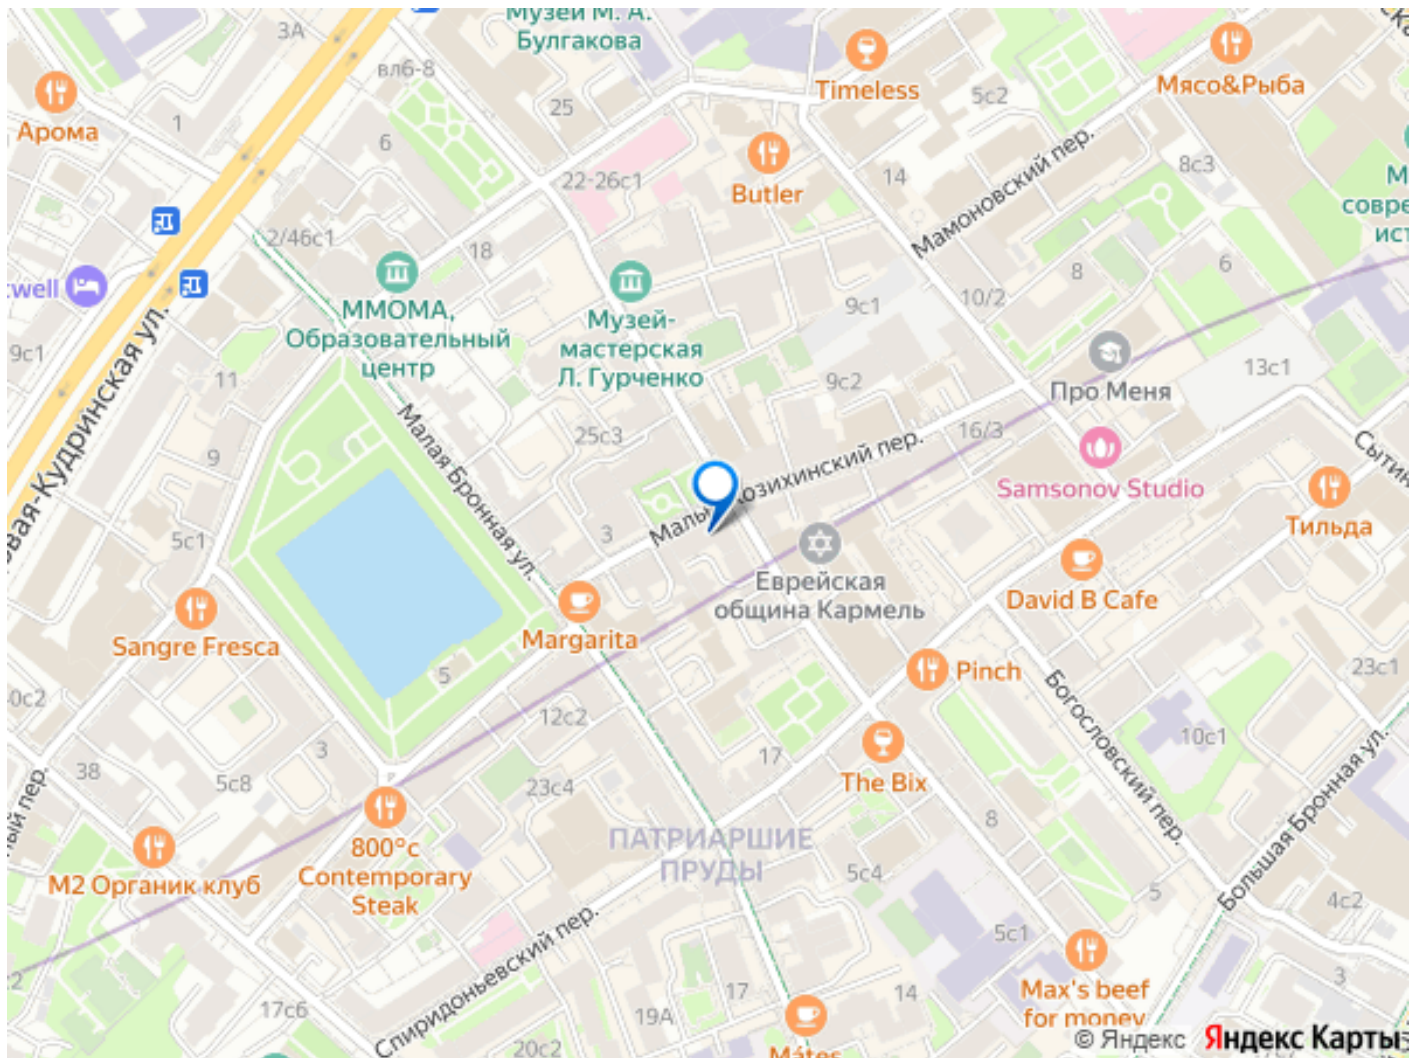 Музей М. А.
Булгакова
3А
вл6-8
Timeless
Мясо&Рыба
5с2
Арома
1
25
6
Мамоновский пер.
8с3
22-26с1
Butler
14
совре
ист
2/46с1
18
8
6
ММОМА,
Образовательный
центр
Музей-
мастерская
Л. Гурченко
9с1
10/2
9с1
11
9с2
Про Меня
13с1
Малая Бронная ул.
25с3
16/3
Сытин
9
Samsonov Studio
Тильда
5с1
3
Еврейская
община Кармель
David B Cafe
Margarita
Sangre Fresca
5
Pinch
23с1
Богословский пер.
12с2
10с1
3
17
The Bix
38
5с8
23с4
8
Большая Бронная ул.
ПАТРИАРШИЕ
ПРУДЫ
800°с
Contemporary
Steak
М2 Органик клуб
5с4
5
4с2
Спиридоньевский пер.
5с1
3
17с6
17
14
19А
Max's beef
for money
20с2
Mátes
© Яндекс Яндекс Карты